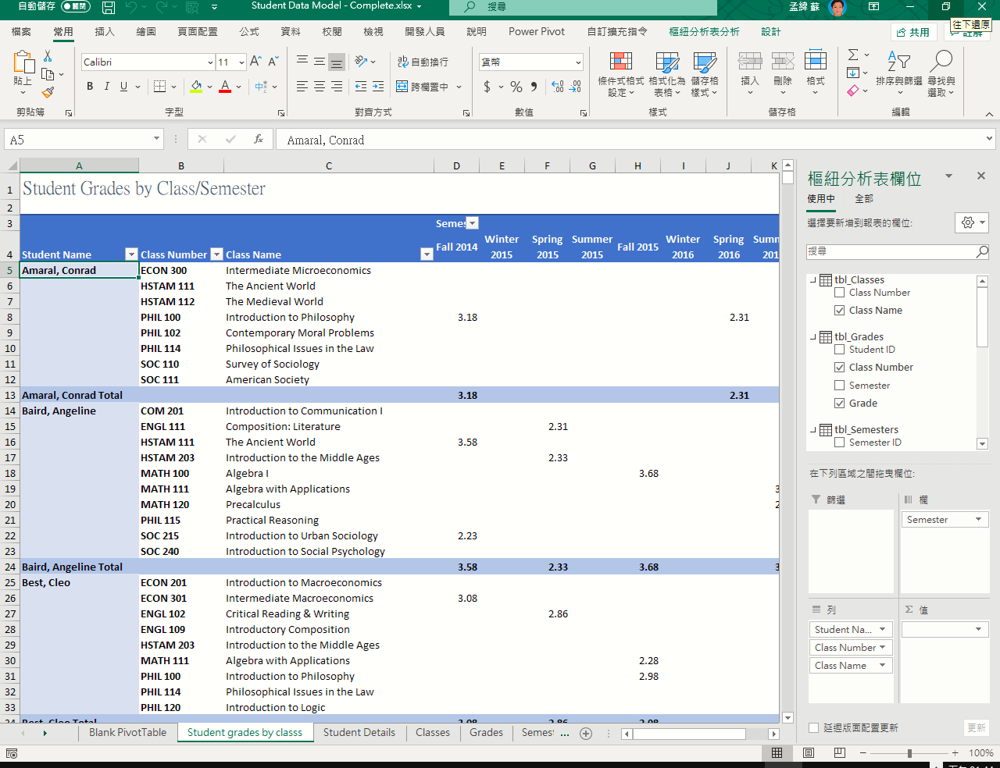 自動儲存 關閉 Student Data Model - Complete.xlsx 搜尋 孟緯 蘇
往下還原
檔案 常用 插入 繪圖 頁面配置 公式 資料 校閱 檢視 開發人員 說明 Power Pivot 自訂擴充指令 樞紐分析表分析 設計 共用 註解
貼上 Calibri 11 自動換行 貨幣 條件式格式 格式化為 儲存格 插入 刪除 格式 排序與篩選 尋找與
B I U 跨欄置中 $ % 設定 表格 樣式 選取
剪貼簿 字型 對齊方式 數值 樣式 儲存格 編輯
A5 fx Amaral, Conrad
A B C D E F G H I J K
1 Student Grades by Class/Semester
2
3 Semes
4 Student Name Class Number Class Name Fall 2014 Winter 2015 Spring 2015 Summer 2015 Fall 2015 Winter 2016 Spring 2016 Summ 201
5 Amaral, Conrad ECON 300 Intermediate Microeconomics
6 HSTAM 111 The Ancient World
7 HSTAM 112 The Medieval World
8 PHIL 100 Introduction to Philosophy 3.18 2.31
9 PHIL 102 Contemporary Moral Problems
10 PHIL 114 Philosophical Issues in the Law
11 SOC 110 Survey of Sociology
12 SOC 111 American Society
13 Amaral, Conrad Total 3.18 2.31
14 Baird, Angeline COM 201 Introduction to Communication I
15 ENGL 111 Composition: Literature 2.31
16 HSTAM 111 The Ancient World 3.58
17 HSTAM 203 Introduction to the Middle Ages 2.33
18 MATH 100 Algebra I 3.68
19 MATH 111 Algebra with Applications 3
20 MATH 120 Precalculus 2
21 PHIL 115 Practical Reasoning
22 SOC 215 Introduction to Urban Sociology 2.23
23 SOC 240 Introduction to Social Psychology
24 Baird, Angeline Total 3.58 2.33 3.68 3
25 Best, Cleo ECON 201 Introduction to Macroeconomics
26 ECON 301 Intermediate Macroeconomics 3.08
27 ENGL 102 Critical Reading & Writing 2.86
28 ENGL 109 Introductory Composition
29 HSTAM 203 Introduction to the Middle Ages
30 MATH 111 Algebra with Applications 2.28
31 PHIL 100 Introduction to Philosophy 2.98
32 PHIL 114 Philosophical Issues in the Law
33 PHIL 120 Introduction to Logic
34 Best, Cleo Total 3.08 2.86 2.98
Blank PivotTable Student grades by classs Student Details Classes Grades Semest ...
樞紐分析表欄位
使用中 全部
選擇要新增到報表的欄位:
搜尋
tbl_Classes
Class Number
Class Name
tbl_Grades
Student ID
Class Number
Semester
Grade
tbl_Semesters
Semester ID
在下列區域之間拖曳欄位:
篩選 欄
Semester
列 Σ 值
Student Na...
Class Number
Class Name
延遲版面配置更新 更新
100%